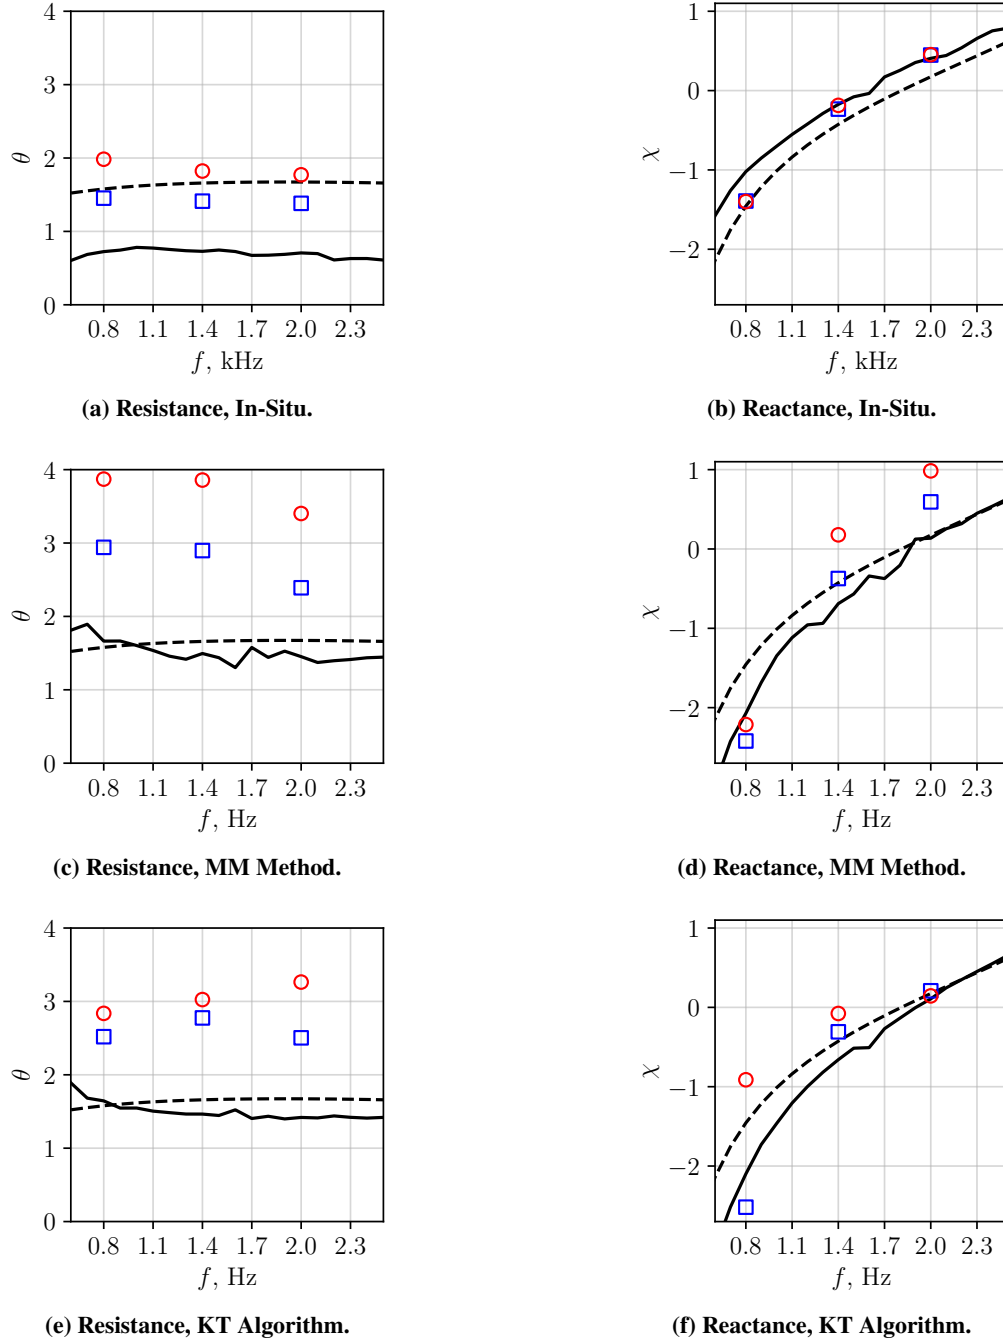 4
3
2
1
0
θ
0.8 1.1 1.4 1.7 2.0 2.3
f, kHz
(a) Resistance, In-Situ.
1
0
−1
−2
χ
0.8 1.1 1.4 1.7 2.0 2.3
f, kHz
(b) Reactance, In-Situ.
4
3
2
1
0
θ
0.8 1.1 1.4 1.7 2.0 2.3
f, Hz
(c) Resistance, MM Method.
1
0
−1
−2
χ
0.8 1.1 1.4 1.7 2.0 2.3
f, Hz
(d) Reactance, MM Method.
4
3
2
1
0
θ
0.8 1.1 1.4 1.7 2.0 2.3
f, Hz
(e) Resistance, KT Algorithm.
1
0
−1
−2
χ
0.8 1.1 1.4 1.7 2.0 2.3
f, Hz
(f) Reactance, KT Algorithm.